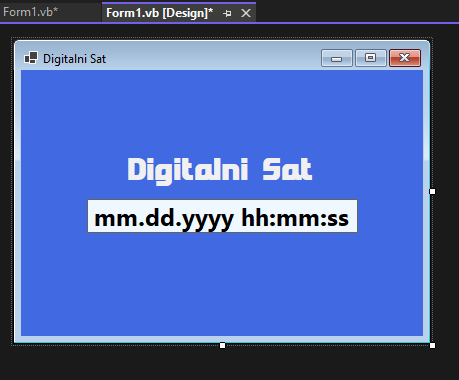 Form1.vb*
Form1.vb [Design]*
Digitalni Sat
Digitalni Sat
mm.dd.yyyy hh:mm:ss